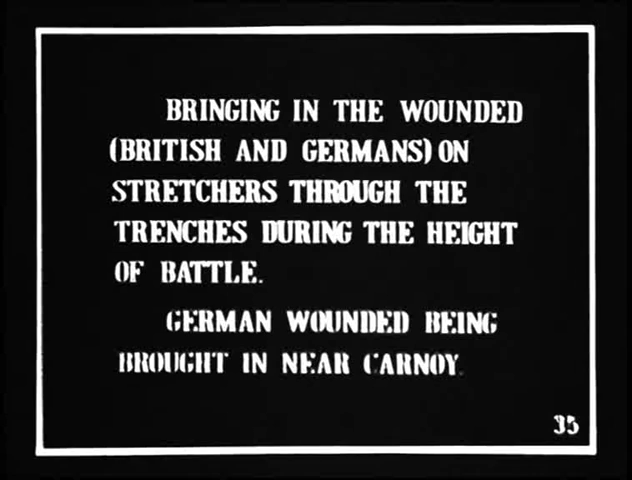 BRINGING IN THE WOUNDED
(BRITISH AND GERMANS) ON
STRETCHERS THROUGH THE
TRENCHES DURING THE HEIGHT
OF BATTLE.
GERMAN WOUNDED BEING
BROUGHT IN NEAR CARNOY.
35